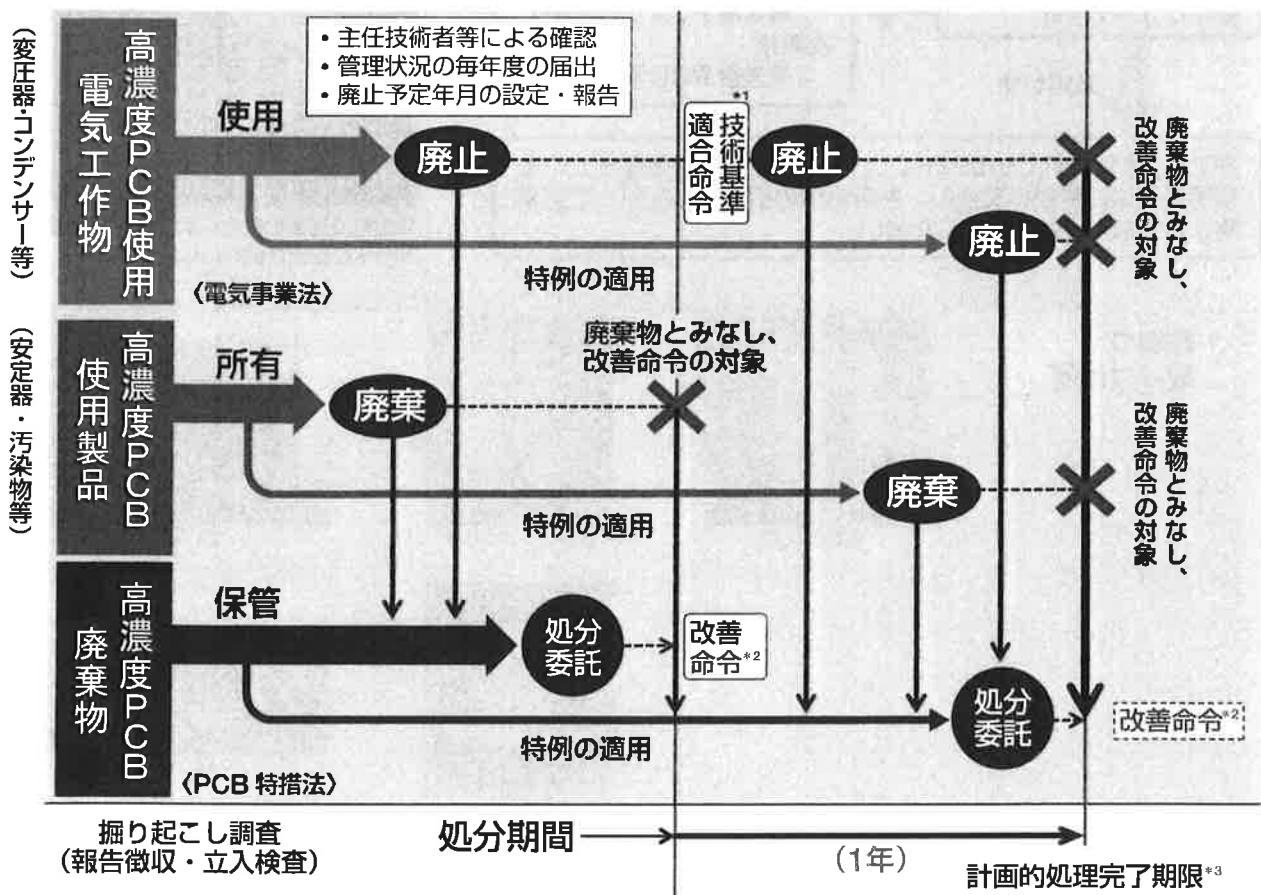 • 主任技術者等による確認
• 管理状況の毎年度の届出
• 廃止予定年月の設定・報告
(変圧器・コンデンサー等)
高濃度PCB使用
電気工作物
使用
廃止
技術基準*1
適合命令
廃止
廃止
特例の適用
〈電気事業法〉
廃棄物とみなし、
改善命令の対象
(安定器・汚染物等)
高濃度PCB
使用製品
所有
廃棄
廃棄物とみなし、
改善命令の対象
廃棄
特例の適用
廃棄物とみなし、
改善命令の対象
高濃度PCB
廃棄物
保管
処分
委託
改善
命令*2
処分
委託
改善命令*2
特例の適用
〈PCB 特措法〉
掘り起こし調査
(報告徴収・立入検査)
処分期間
(1年)
計画的処理完了期限*3